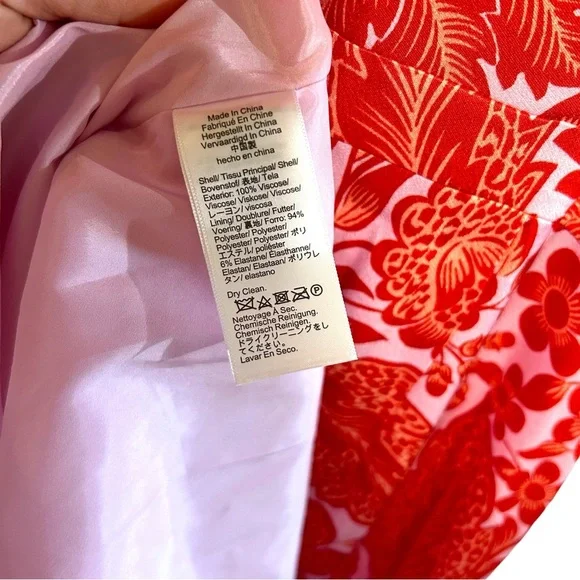 Made In China
Fabriqué En Chine
Hergestellt In China
Vervaardigd In China
中国製
hecho en china
Shell/ Tissu Principal/ Shell/
Bovenstof/ 表地/ Tela
Exterior: 100% Viscose/
Viscose/ Viskose/ Viscose/
レーヨン/ viscosa
Lining/ Doublure/ Futter/
Voering/ 裏地/ Forro: 94%
Polyester/ Polyester/
Polyester/ Polyester/ ポリ
エステル/ poliéster
6% Elastane/ Élasthanne/
Elastan/ Elastaan/ ポリウレ
タン/ elastano
Dry Clean.
P
Nettoyage À Sec.
Chemische Reinigung.
Chemisch Reinigen.
ドライクリーニングをし
てください.
Lavar En Seco.